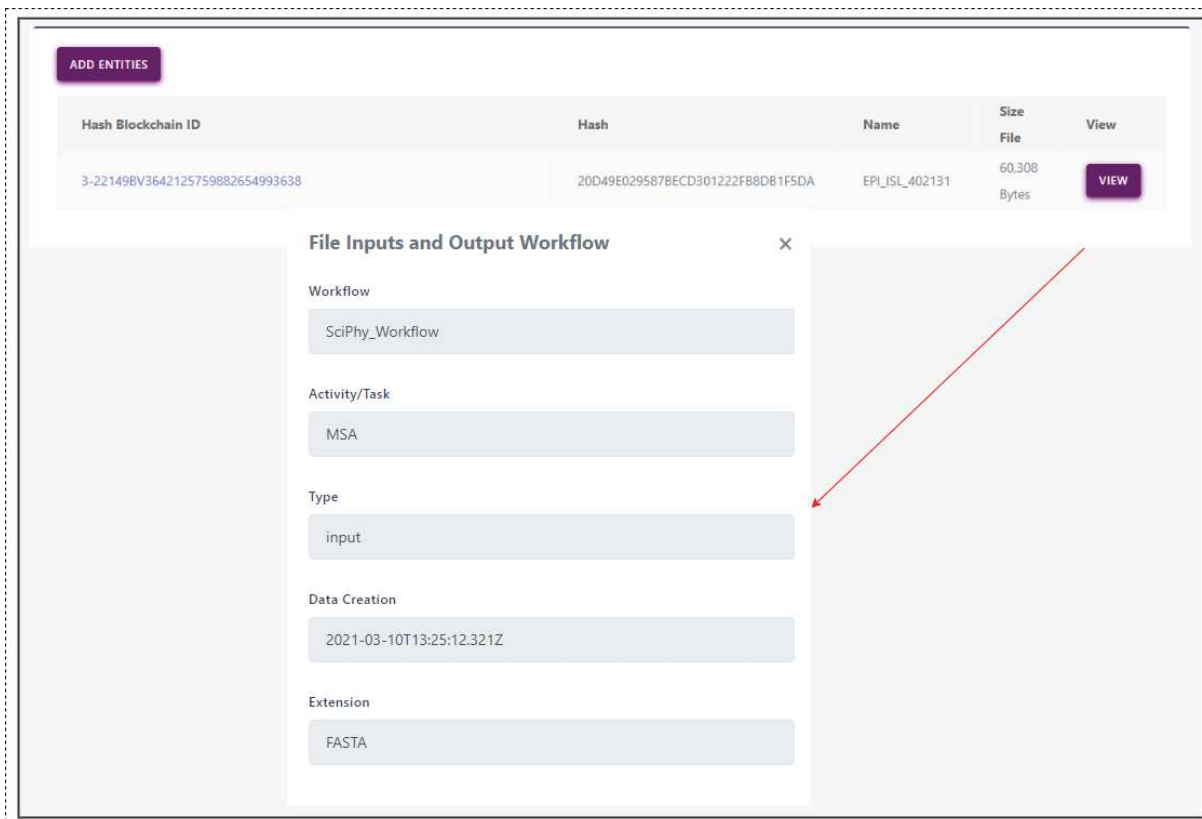 ADD ENTITIES
Hash Blockchain ID Hash Name Size File View
3-22149BV3642125759882654993638 20D49E029587BECD301222FB8DB1F5DA EPI_ISL_402131 60,308 Bytes VIEW
File Inputs and Output Workflow ×
Workflow
SciPhy_Workflow
Activity/Task
MSA
Type
input
Data Creation
2021-03-10T13:25:12.321Z
Extension
FASTA